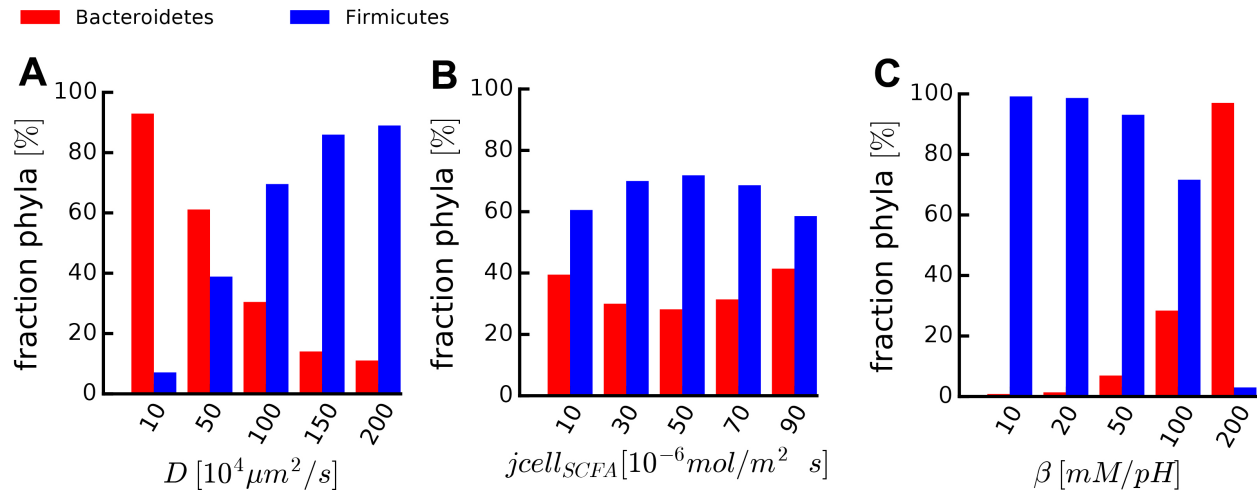 Bacteroidetes Firmicutes
A
100
80
60
40
20
0
fraction phyla [%]
10 50 100 150 200
D [10⁴μm²/s]
B
100
80
60
40
20
0
fraction phyla [%]
10 30 50 70 90
jcell_SCFA[10⁻⁶mol/m² s]
C
100
80
60
40
20
0
fraction phyla [%]
10 20 50 100 200
β [mM/pH]